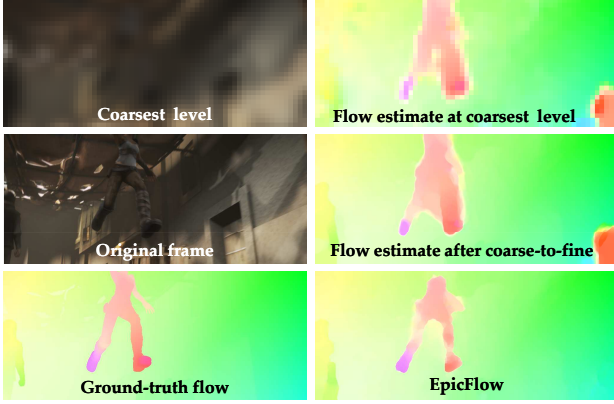 Coarsest level
Flow estimate at coarsest level
Original frame
Flow estimate after coarse-to-fine
Ground-truth flow
EpicFlow